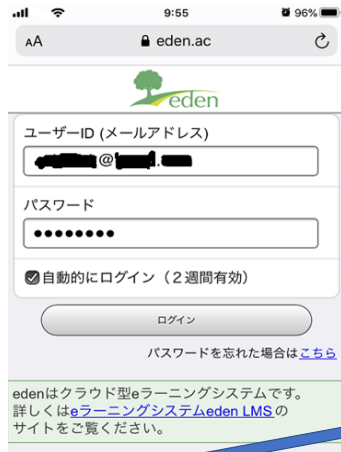 9:55
96%
AA
eden.ac
eden
ユーザーID (メールアドレス)
@
.
パスワード
●●●●●●●●
自動的にログイン（２週間有効）
ログイン
パスワードを忘れた場合はこちら
edenはクラウド型eラーニングシステムです。
詳しくはeラーニングシステムeden LMSの
サイトをご覧ください。